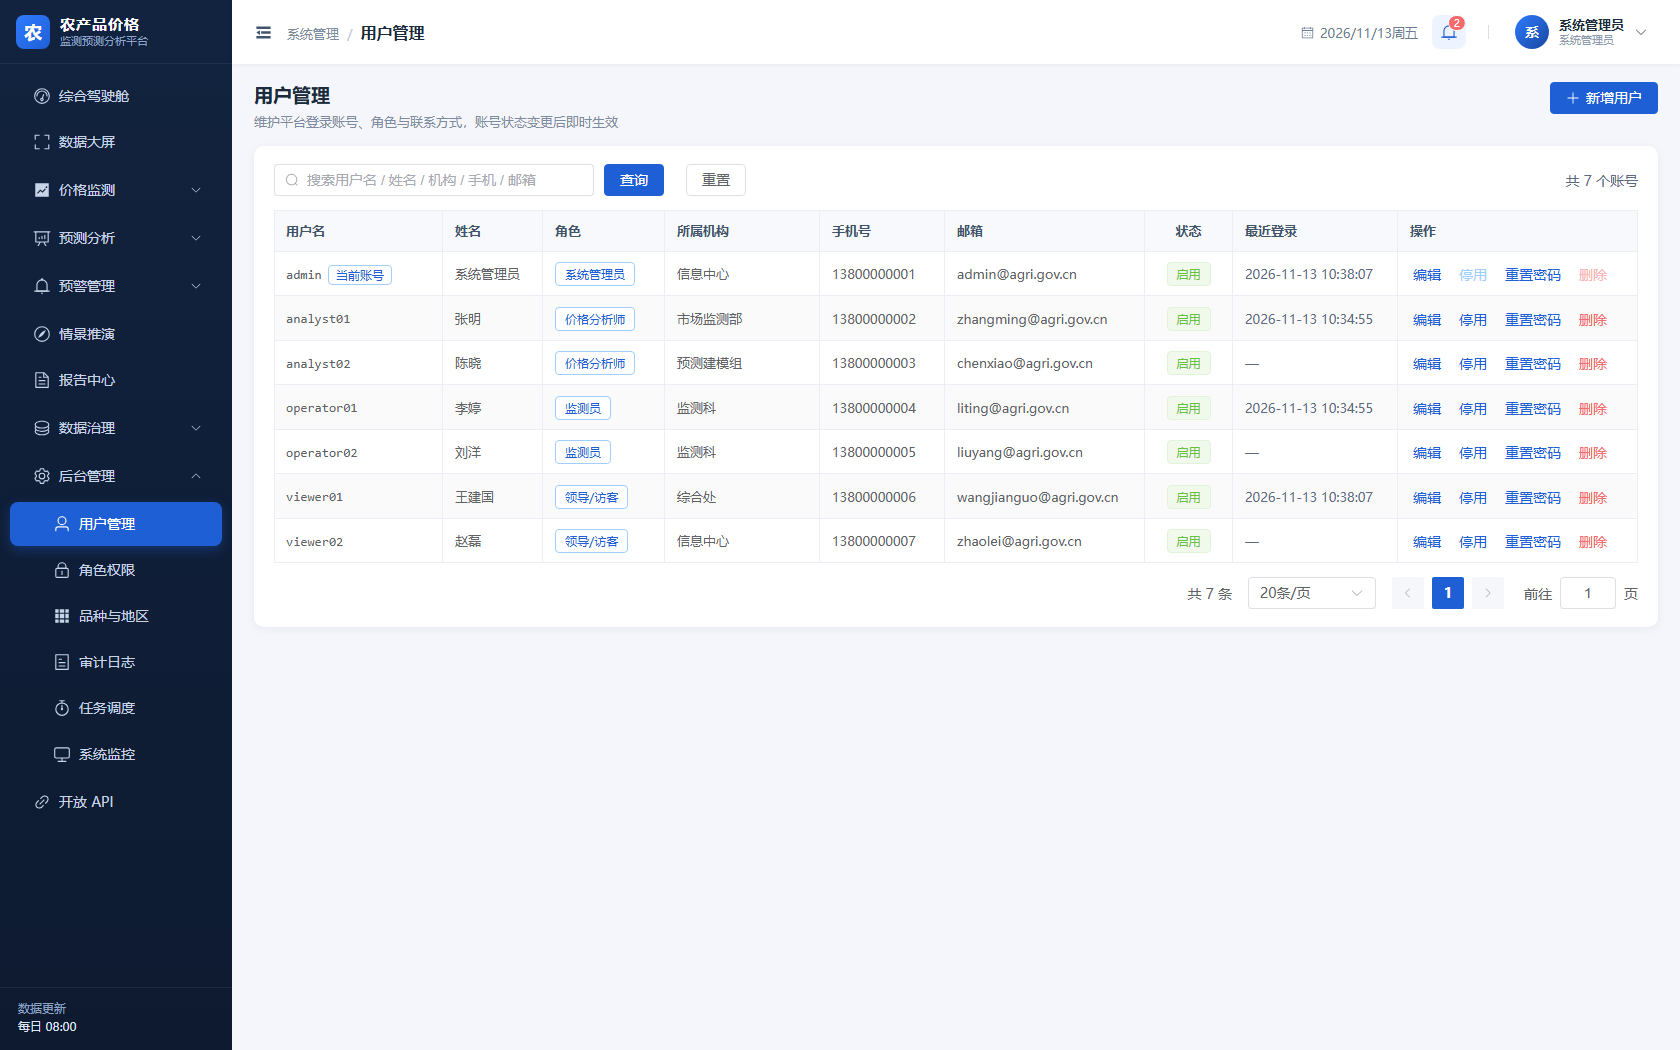 农
农产品价格
监测预测分析平台
综合驾驶舱
数据大屏
价格监测
预测分析
预警管理
情景推演
报告中心
数据治理
后台管理
用户管理
角色权限
品种与地区
审计日志
任务调度
系统监控
开放 API
数据更新
每日 08:00
系统管理 / 用户管理
2026/11/13周五
2
系
系统管理员
系统管理员
用户管理
维护平台登录账号、角色与联系方式，账号状态变更后即时生效
新增用户
搜索用户名 / 姓名 / 机构 / 手机 / 邮箱 查询 重置 共 7 个账号
用户名 姓名 角色 所属机构 手机号 邮箱 状态 最近登录 操作
admin 当前账号 系统管理员 系统管理员 信息中心 13800000001 admin@agri.gov.cn 启用 2026-11-13 10:38:07 编辑 停用 重置密码 删除
analyst01 张明 价格分析师 市场监测部 13800000002 zhangming@agri.gov.cn 启用 2026-11-13 10:34:55 编辑 停用 重置密码 删除
analyst02 陈晓 价格分析师 预测建模组 13800000003 chenxiao@agri.gov.cn 启用 — 编辑 停用 重置密码 删除
operator01 李婷 监测员 监测科 13800000004 liting@agri.gov.cn 启用 2026-11-13 10:34:55 编辑 停用 重置密码 删除
operator02 刘洋 监测员 监测科 13800000005 liuyang@agri.gov.cn 启用 — 编辑 停用 重置密码 删除
viewer01 王建国 领导/访客 综合处 13800000006 wangjianguo@agri.gov.cn 启用 2026-11-13 10:38:07 编辑 停用 重置密码 删除
viewer02 赵磊 领导/访客 信息中心 13800000007 zhaolei@agri.gov.cn 启用 — 编辑 停用 重置密码 删除
共 7 条 20条/页 1 前往 1 页